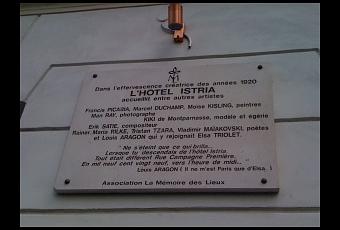 Dans l'effervescence créatrice des années 1920
L'HOTEL ISTRIA
accueillit entre autres artistes
Francis PICABIA, Marcel DUCHAMP, Moïse KISLING, peintres
Man RAY, photographe
KIKI de Montparnasse, modèle et égérie
Erik SATIE, compositeur
Rainer Maria RILKE, Tristan TZARA, Vladimir MAÏAKOVSKI, poètes
et Louis ARAGON qui y rejoignait Elsa TRIOLET.
"Ne s'éteint que ce qui brilla...
Lorsque tu descendais de l'hôtel Istria,
Tout était différent Rue Campagne Première,
En mil neuf cent vingt neuf, vers l'heure de midi..."
Louis ARAGON ( Il ne m'est Paris que d'Elsa. )
Association La Mémoire des Lieux